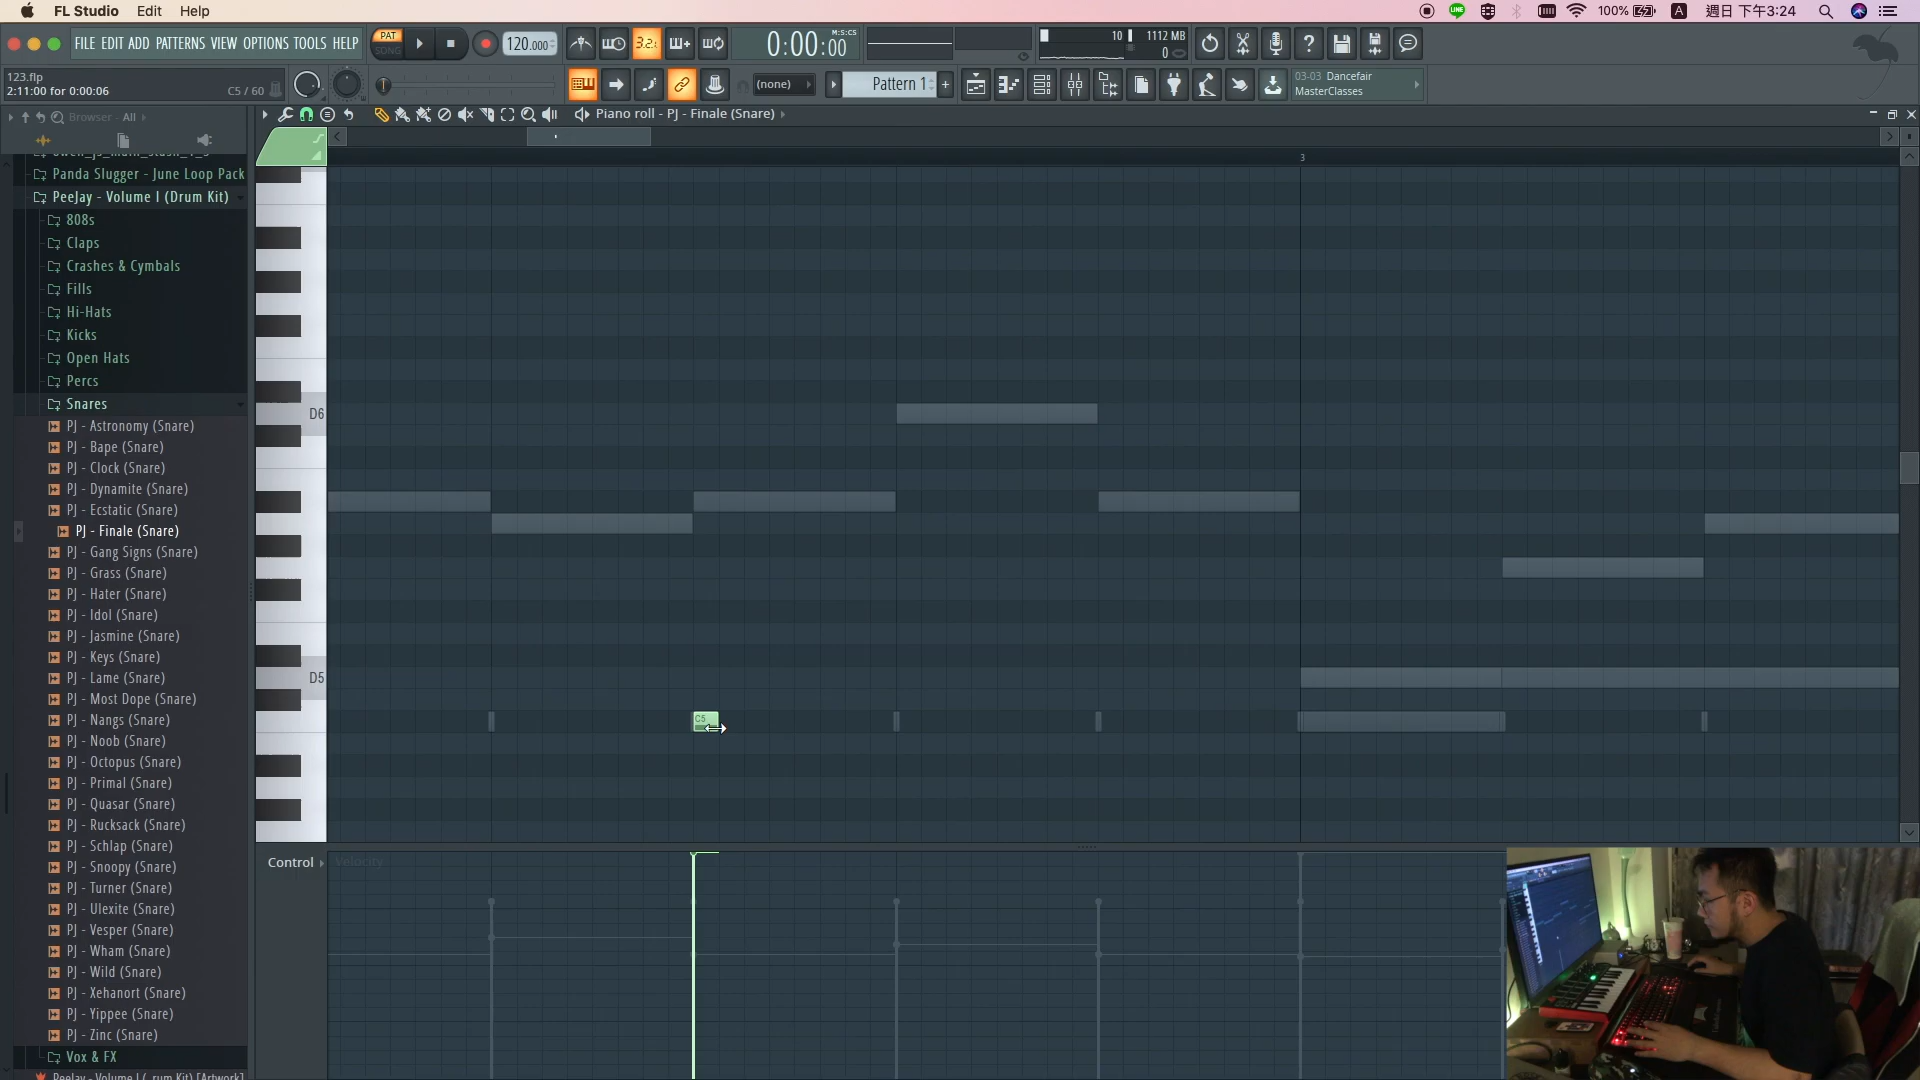 FL Studio Edit Help
100% A 週日 下午3:24
FILE EDIT ADD PATTERNS VIEW OPTIONS TOOLS HELP
PAT
SONG
120.000
3.2.
0:00:00
M:S:CS
10
1112 MB
0
123.flp
2:11:00 for 0:00:06
C5 / 60
(none)
Pattern 1
03-03 Dancefair
MasterClasses
Browser - All
Piano roll - PJ - Finale (Snare)
Panda Slugger - June Loop Pack
PeeJay - Volume I (Drum Kit)
808s
Claps
Crashes & Cymbals
Fills
Hi-Hats
Kicks
Open Hats
Percs
Snares
PJ - Astronomy (Snare)
PJ - Bape (Snare)
PJ - Clock (Snare)
PJ - Dynamite (Snare)
PJ - Ecstatic (Snare)
PJ - Finale (Snare)
PJ - Gang Signs (Snare)
PJ - Grass (Snare)
PJ - Hater (Snare)
PJ - Idol (Snare)
PJ - Jasmine (Snare)
PJ - Keys (Snare)
PJ - Lame (Snare)
PJ - Most Dope (Snare)
PJ - Nangs (Snare)
PJ - Noob (Snare)
PJ - Octopus (Snare)
PJ - Primal (Snare)
PJ - Quasar (Snare)
PJ - Rucksack (Snare)
PJ - Schlap (Snare)
PJ - Snoopy (Snare)
PJ - Turner (Snare)
PJ - Ulexite (Snare)
PJ - Vesper (Snare)
PJ - Wham (Snare)
PJ - Wild (Snare)
PJ - Xehanort (Snare)
PJ - Yippee (Snare)
PJ - Zinc (Snare)
Vox & FX
3
D6
D5
C5
Control
Velocity